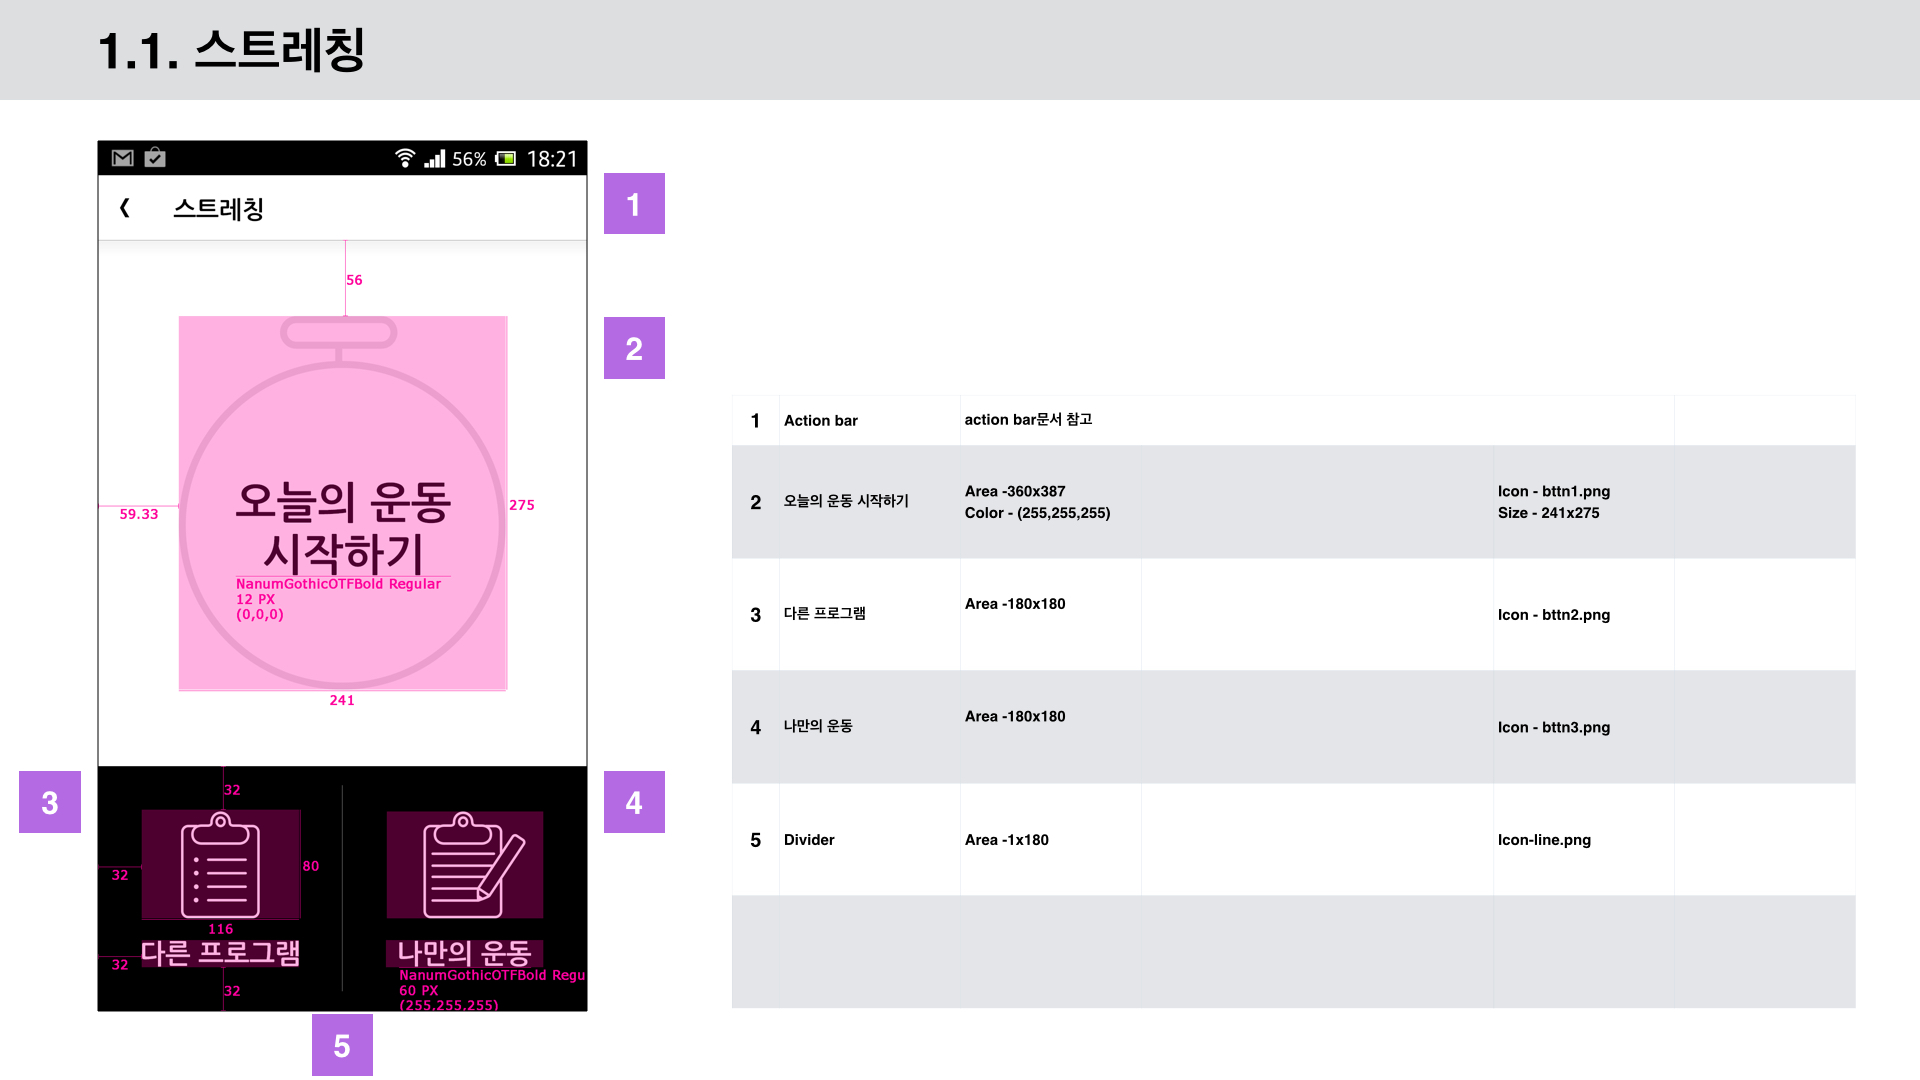 1.1. 스트레칭
56% 18:21
스트레칭
1
56
2
오늘의 운동
시작하기
NanumGothicOTFBold Regular
12 PX
(0,0,0)
59.33
275
241
3
4
32
32
80
116
다른 프로그램
32
32
나만의 운동
NanumGothicOTFBold Regu
60 PX
(255,255,255)
5
1 Action bar action bar문서 참고
2 오늘의 운동 시작하기 Area -360x387 Icon - bttn1.png
Color - (255,255,255) Size - 241x275
3 다른 프로그램 Area -180x180 Icon - bttn2.png
4 나만의 운동 Area -180x180 Icon - bttn3.png
5 Divider Area -1x180 Icon-line.png